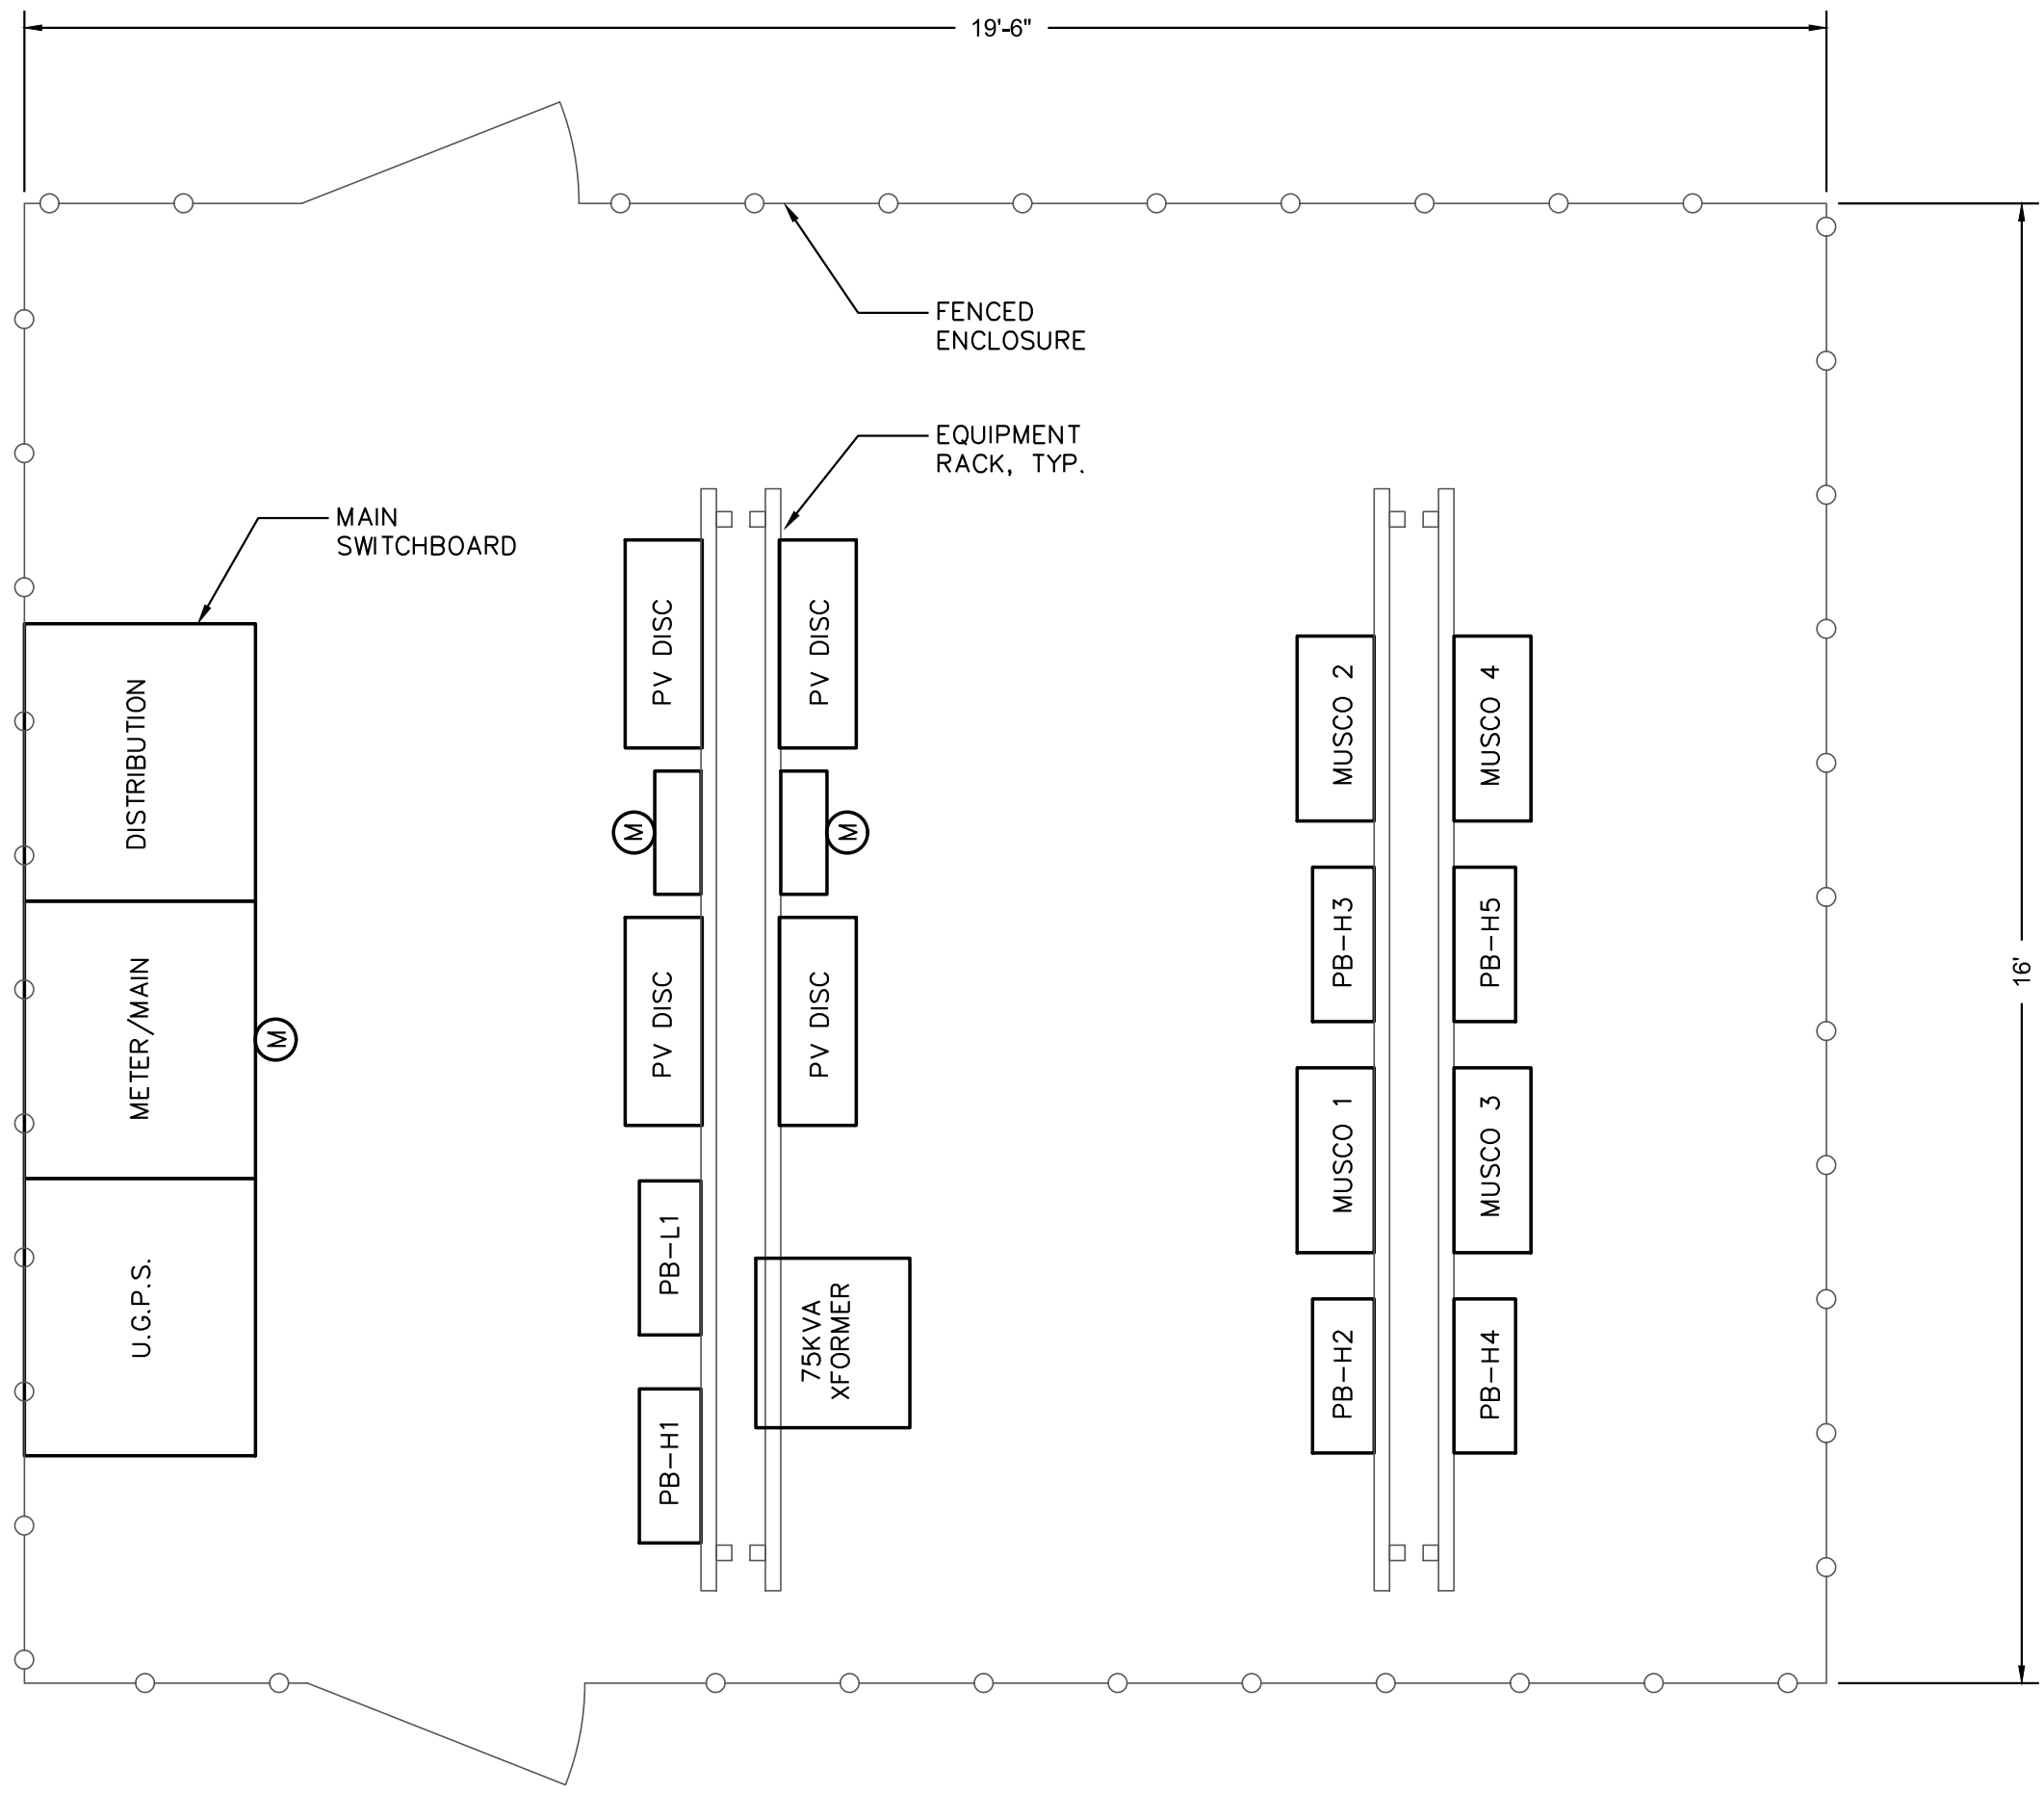 19'-6"
FENCED
ENCLOSURE
EQUIPMENT
RACK, TYP.
MAIN
SWITCHBOARD
DISTRIBUTION
METER/MAIN
M
U.G.P.S.
PV DISC
PV DISC
M
M
PV DISC
PV DISC
PB-L1
75KVA
XFORMER
PB-H1
MUSCO 2
MUSCO 4
PB-H3
PB-H5
MUSCO 1
MUSCO 3
PB-H2
PB-H4
16'